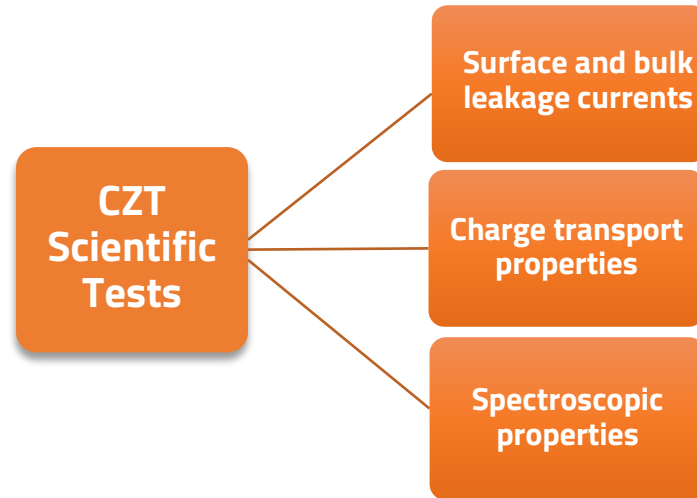 CZT
Scientific
Tests
Surface and bulk
leakage currents
Charge transport
properties
Spectroscopic
properties